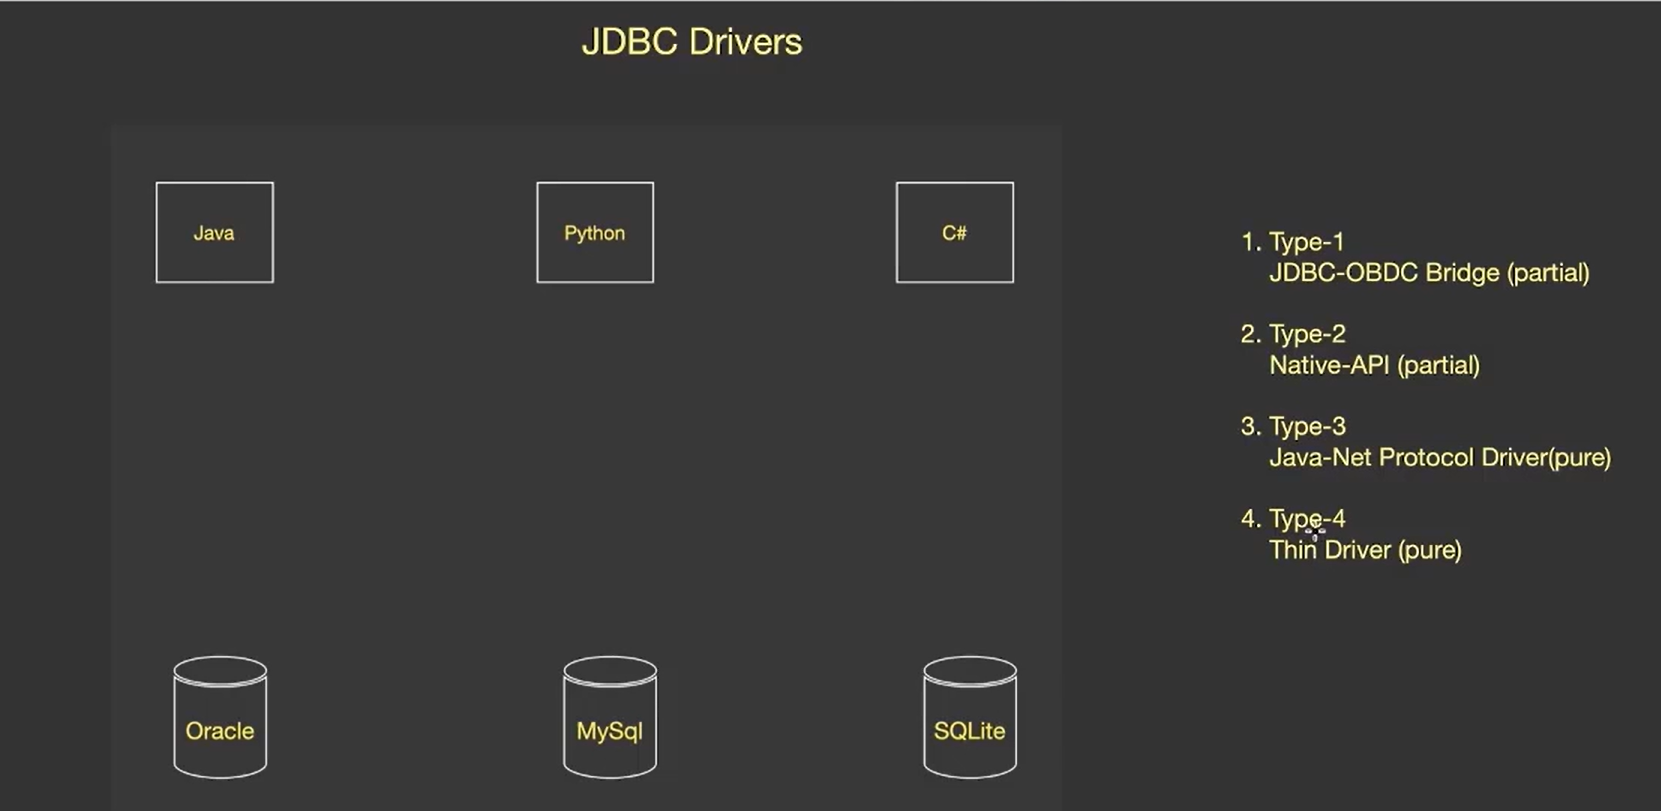 JDBC Drivers
Java
Python
C#
1. Type-1
JDBC-OBDC Bridge (partial)
2. Type-2
Native-API (partial)
3. Type-3
Java-Net Protocol Driver(pure)
4. Type-4
Thin Driver (pure)
Oracle
MySql
SQLite